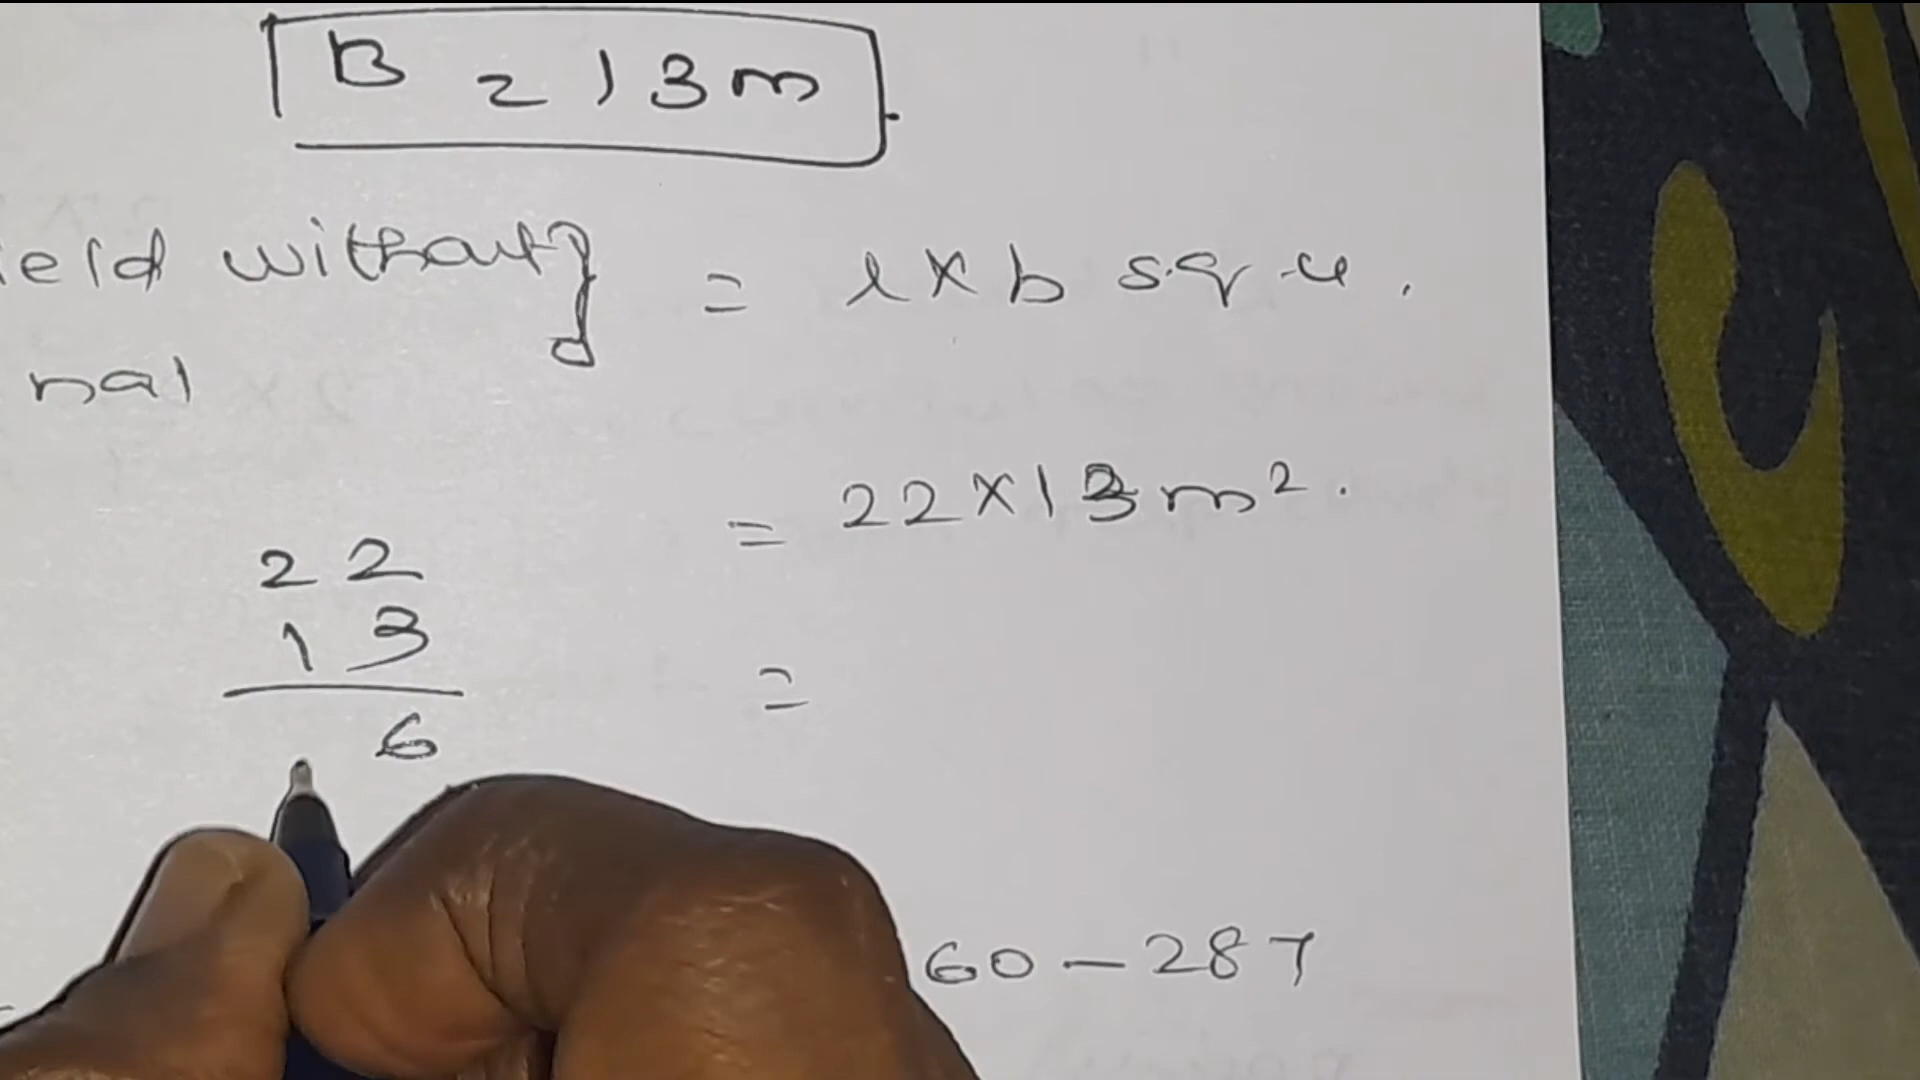 B = 13m
ield without} = l×b sq. u.
nal
= 22×13 m².
22
13
6
=
60 – 287